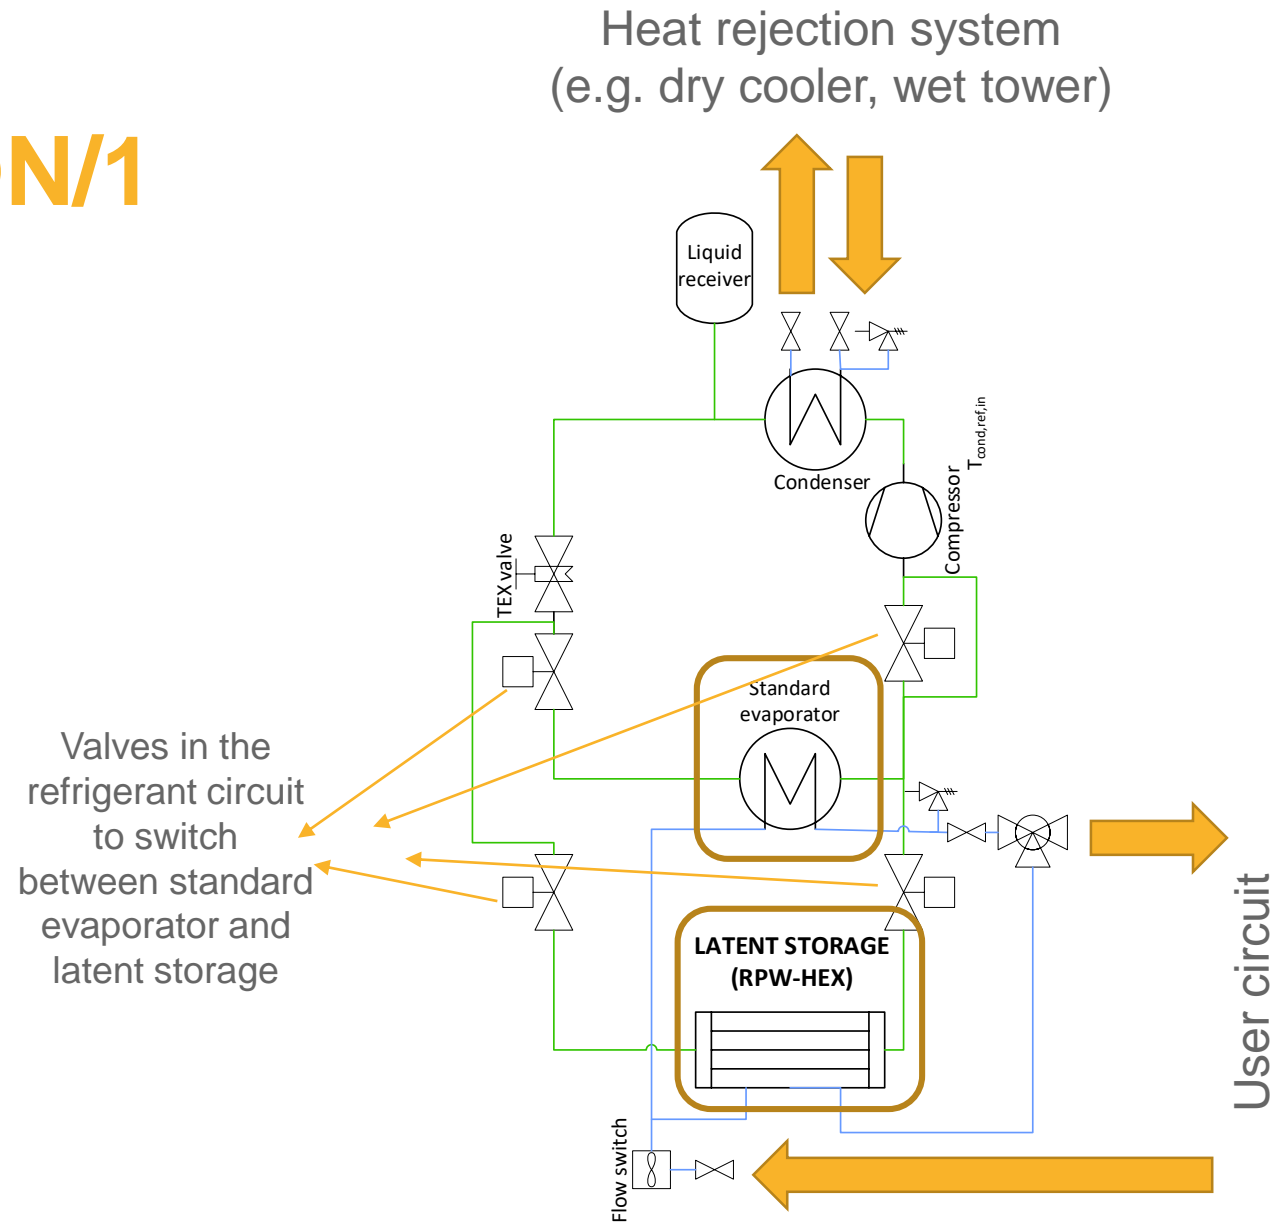 Heat rejection system
(e.g. dry cooler, wet tower)
N/1
Liquid
receiver
Condenser
T_cond,ref,in
Compressor
TEX valve
Standard
evaporator
Valves in the
refrigerant circuit
to switch
between standard
evaporator and
latent storage
LATENT STORAGE
(RPW-HEX)
User circuit
Flow switch